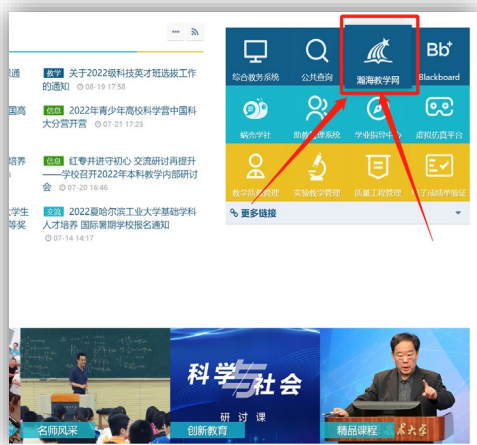 教学 关于2022级科技英才班选拔工作
的通知 08-19 17:58
信息 2022年青少年高校科学营中国科
大分营开营 07-21 17:23
信息 红専并进守初心 交流研讨再提升
——学校召开2022年本科教学内部研讨
会 07-20 16:46
交流 2022夏哈尔滨工业大学基础学科
人才培养 国际暑期学校报名通知
07-14 14:17
综合教务系统
公共查询
瀚海教学网
Bb+
Blackboard
蜗壳学社
助教管理系统
学业指导中心
虚拟仿真平台
教学质量管理
实验教学管理
质量工程管理
电子成绩单验证
更多链接
名师风采
科学与社会
研讨课
创新教育
精品课程